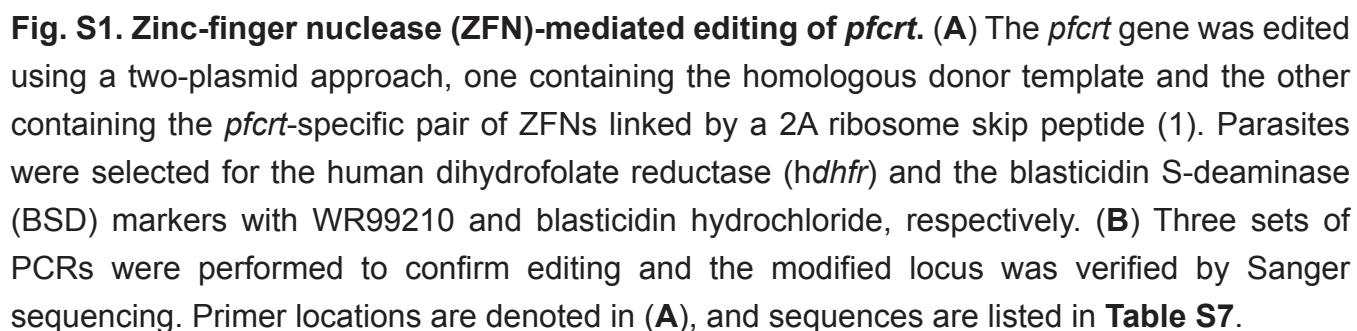 Fig. S1. Zinc-finger nuclease (ZFN)-mediated editing of pfcrt. (A) The pfcrt gene was edited
using a two-plasmid approach, one containing the homologous donor template and the other
containing the pfcrt-specific pair of ZFNs linked by a 2A ribosome skip peptide (1). Parasites
were selected for the human dihydrofolate reductase (hdhfr) and the blasticidin S-deaminase
(BSD) markers with WR99210 and blasticidin hydrochloride, respectively. (B) Three sets of
PCRs were performed to confirm editing and the modified locus was verified by Sanger
sequencing. Primer locations are denoted in (A), and sequences are listed in Table S7.